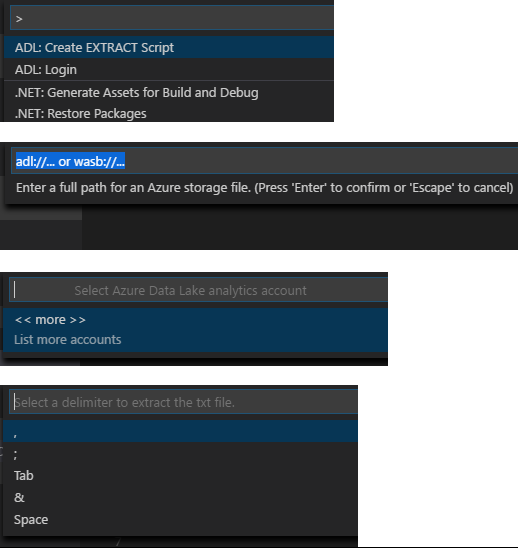 >
ADL: Create EXTRACT Script
ADL: Login
.NET: Generate Assets for Build and Debug
.NET: Restore Packages
adl://... or wasb://...
Enter a full path for an Azure storage file. (Press 'Enter' to confirm or 'Escape' to cancel)
Select Azure Data Lake analytics account
<< more >>
List more accounts
Select a delimiter to extract the txt file.
,
;
Tab
&
Space